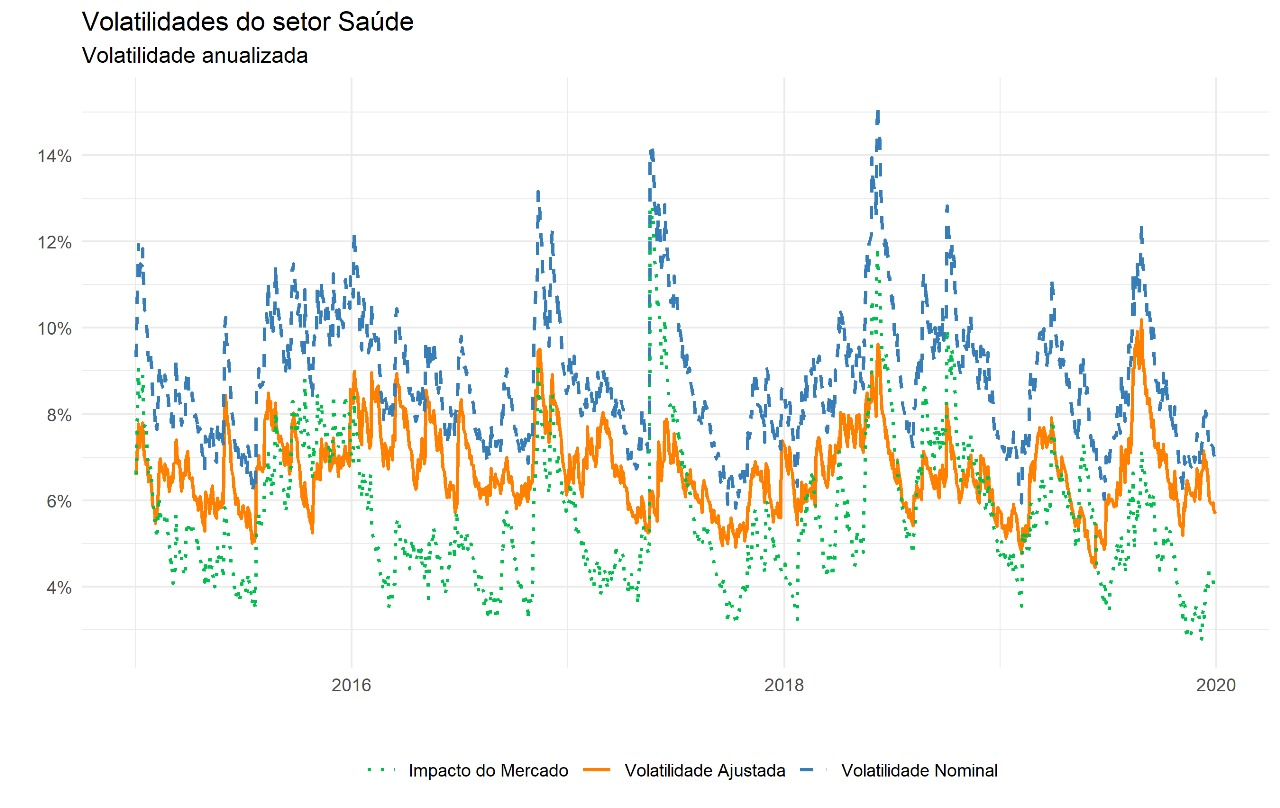 Volatilidades do setor Saúde
Volatilidade anualizada
14%
12%
10%
8%
6%
4%
2016 2018 2020
Impacto do Mercado Volatilidade Ajustada Volatilidade Nominal